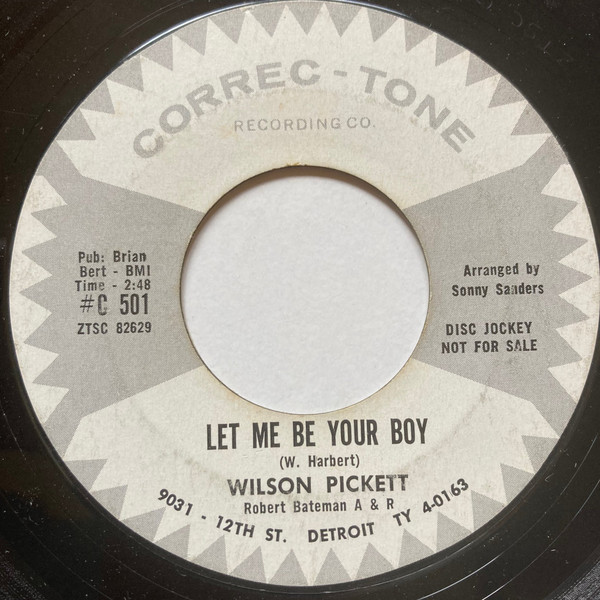 CORREC-TONE
RECORDING CO.
Pub: Brian
Bert - BMI
Time - 2:48
#C 501
ZTSC 82629
Arranged by
Sonny Sanders
DISC JOCKEY
NOT FOR SALE
LET ME BE YOUR BOY
(W. Harbert)
WILSON PICKETT
Robert Bateman A & R
9031 - 12TH ST. DETROIT TY 4-0163